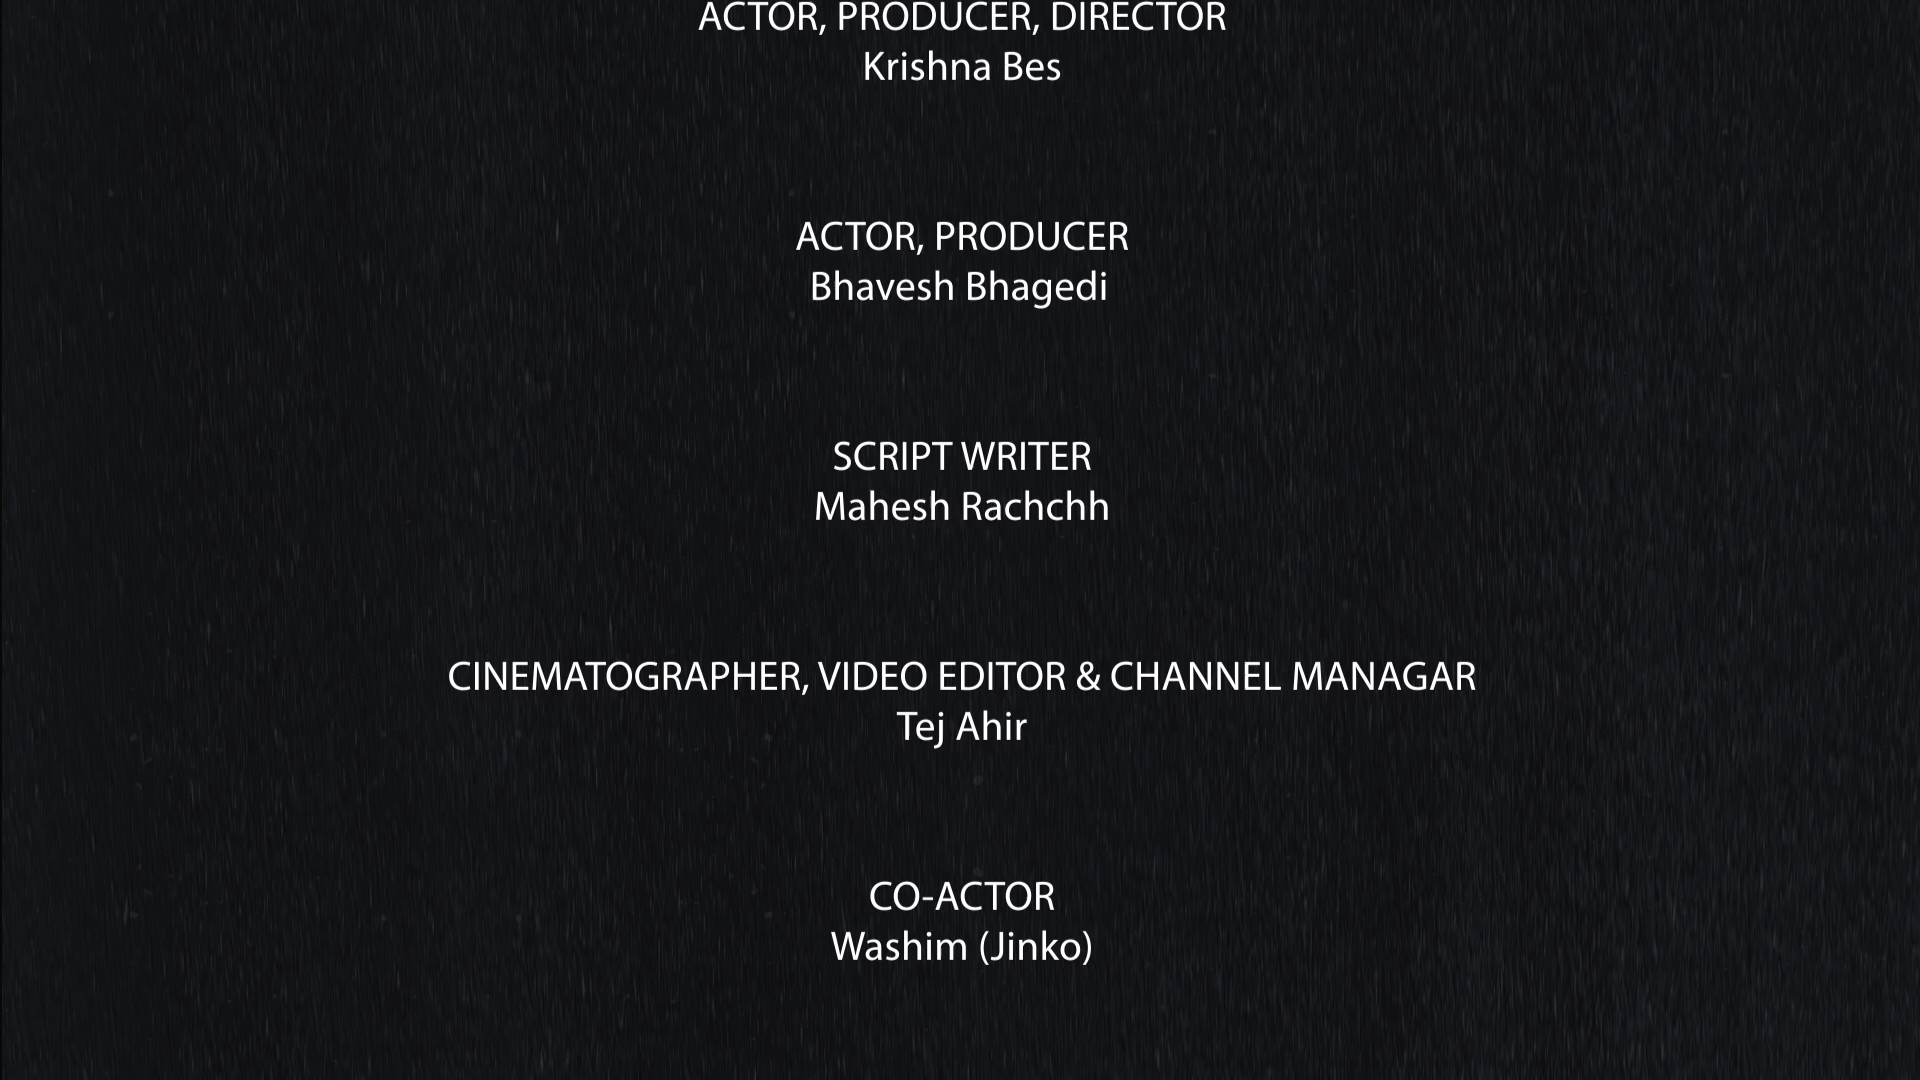 ACTOR, PRODUCER, DIRECTOR
Krishna Bes
ACTOR, PRODUCER
Bhavesh Bhagedi
SCRIPT WRITER
Mahesh Rachchh
CINEMATOGRAPHER, VIDEO EDITOR & CHANNEL MANAGAR
Tej Ahir
CO-ACTOR
Washim (Jinko)